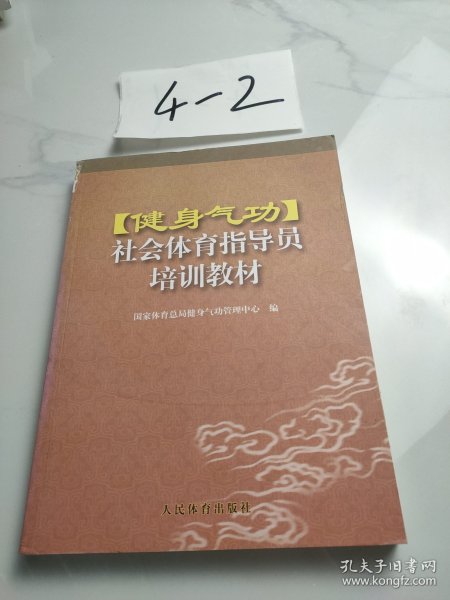 4-2
【健身气功】
社会体育指导员
培训教材
国家体育总局健身气功管理中心 编
人民体育出版社
孔夫子旧书网
www.kongfz.com